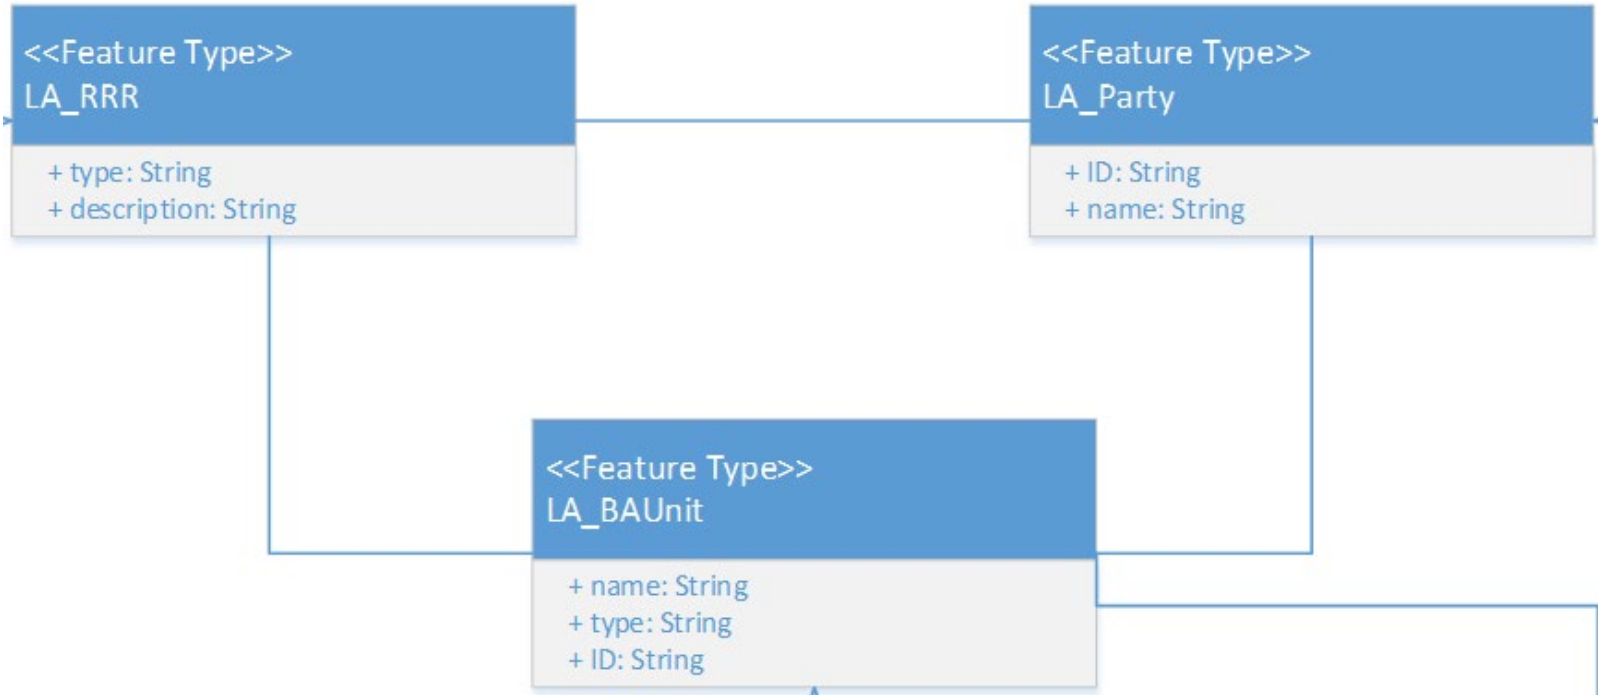 <<Feature Type>>
LA_RRR
+ type: String
+ description: String
<<Feature Type>>
LA_Party
+ ID: String
+ name: String
<<Feature Type>>
LA_BAUnit
+ name: String
+ type: String
+ ID: String